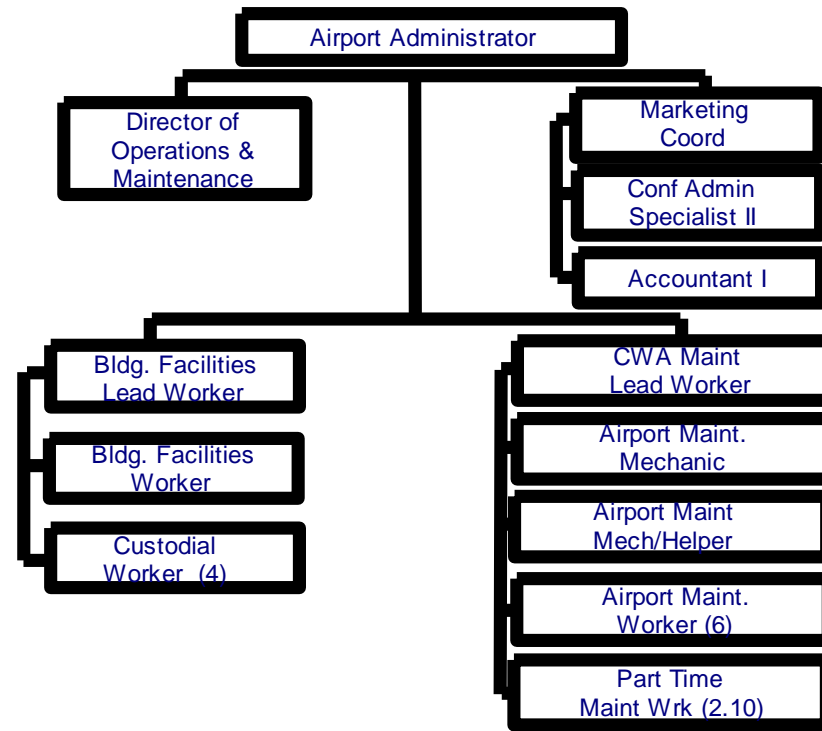 Airport Administrator
Director of
Operations &
Maintenance
Marketing
Coord
Conf Admin
Specialist II
Accountant I
Bldg. Facilities
Lead Worker
Bldg. Facilities
Worker
Custodial
Worker (4)
CWA Maint
Lead Worker
Airport Maint.
Mechanic
Airport Maint
Mech/Helper
Airport Maint.
Worker (6)
Part Time
Maint Wrk (2.10)